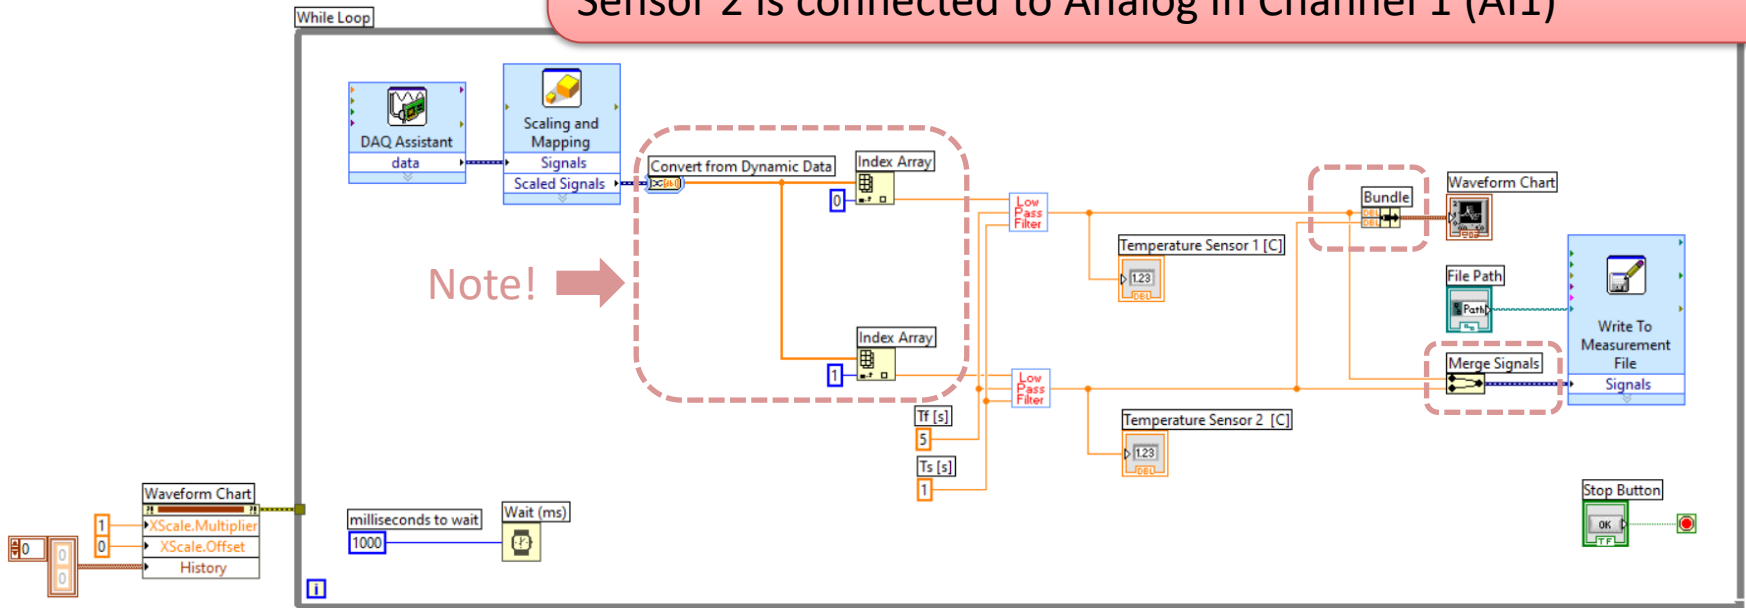 Sensor 2 is connected to Analog In Channel 1 (AI1)
While Loop
DAQ Assistant
data
Scaling and
Mapping
Signals
Scaled Signals
Convert from Dynamic Data
Index Array
0
Low
Pass
Filter
Bundle
DBL
DBL
Waveform Chart
Temperature Sensor 1 [C]
1.23
DBL
Note!
File Path
Path
Write To
Measurement
File
Signals
Index Array
1
Low
Pass
Filter
Merge Signals
Tf [s]
5
Temperature Sensor 2 [C]
1.23
DBL
Ts [s]
1
Waveform Chart
1
XScale.Multiplier
0
XScale.Offset
0
0
0
History
milliseconds to wait
1000
Wait (ms)
Stop Button
OK
TF
i